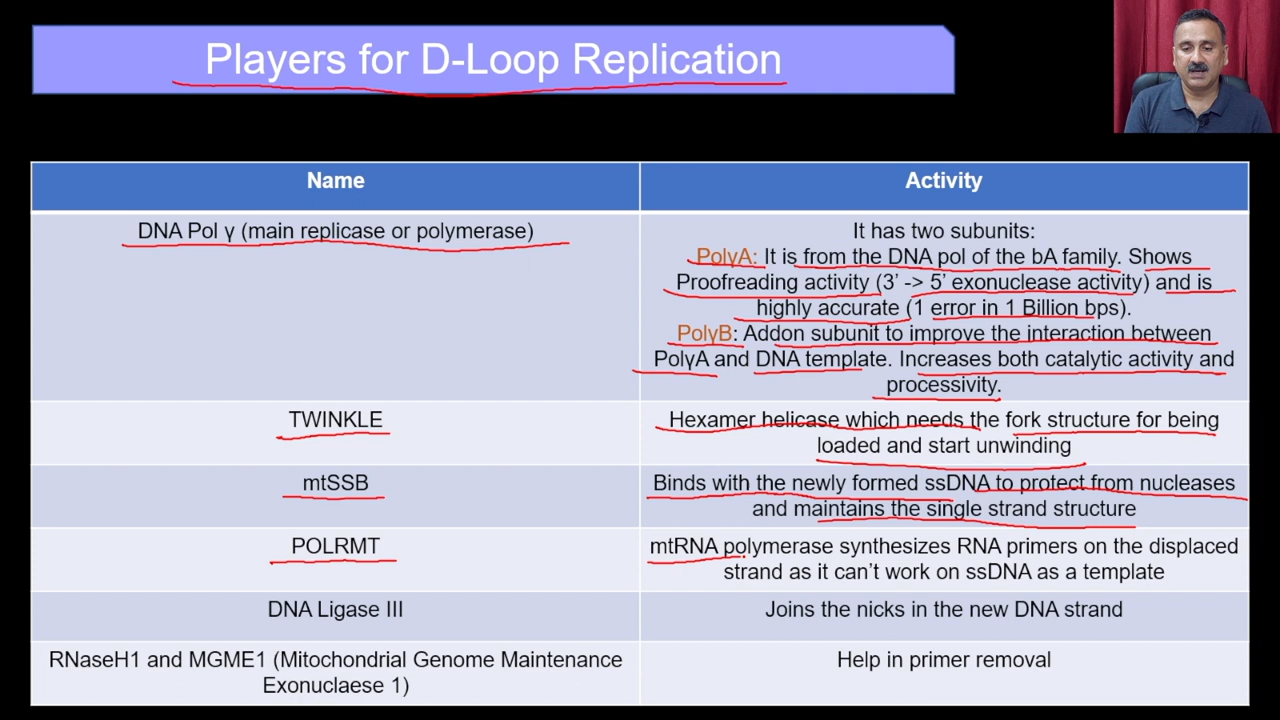 Players for D-Loop Replication
Name
Activity
DNA Pol γ (main replicase or polymerase)
It has two subunits:
PolγA: It is from the DNA pol of the bA family. Shows
Proofreading activity (3’ -> 5’ exonuclease activity) and is
highly accurate (1 error in 1 Billion bps).
PolγB: Addon subunit to improve the interaction between
PolγA and DNA template. Increases both catalytic activity and
processivity.
TWINKLE
Hexamer helicase which needs the fork structure for being
loaded and start unwinding
mtSSB
Binds with the newly formed ssDNA to protect from nucleases
and maintains the single strand structure
POLRMT
mtRNA polymerase synthesizes RNA primers on the displaced
strand as it can’t work on ssDNA as a template
DNA Ligase III
Joins the nicks in the new DNA strand
RNaseH1 and MGME1 (Mitochondrial Genome Maintenance
Exonuclaese 1)
Help in primer removal